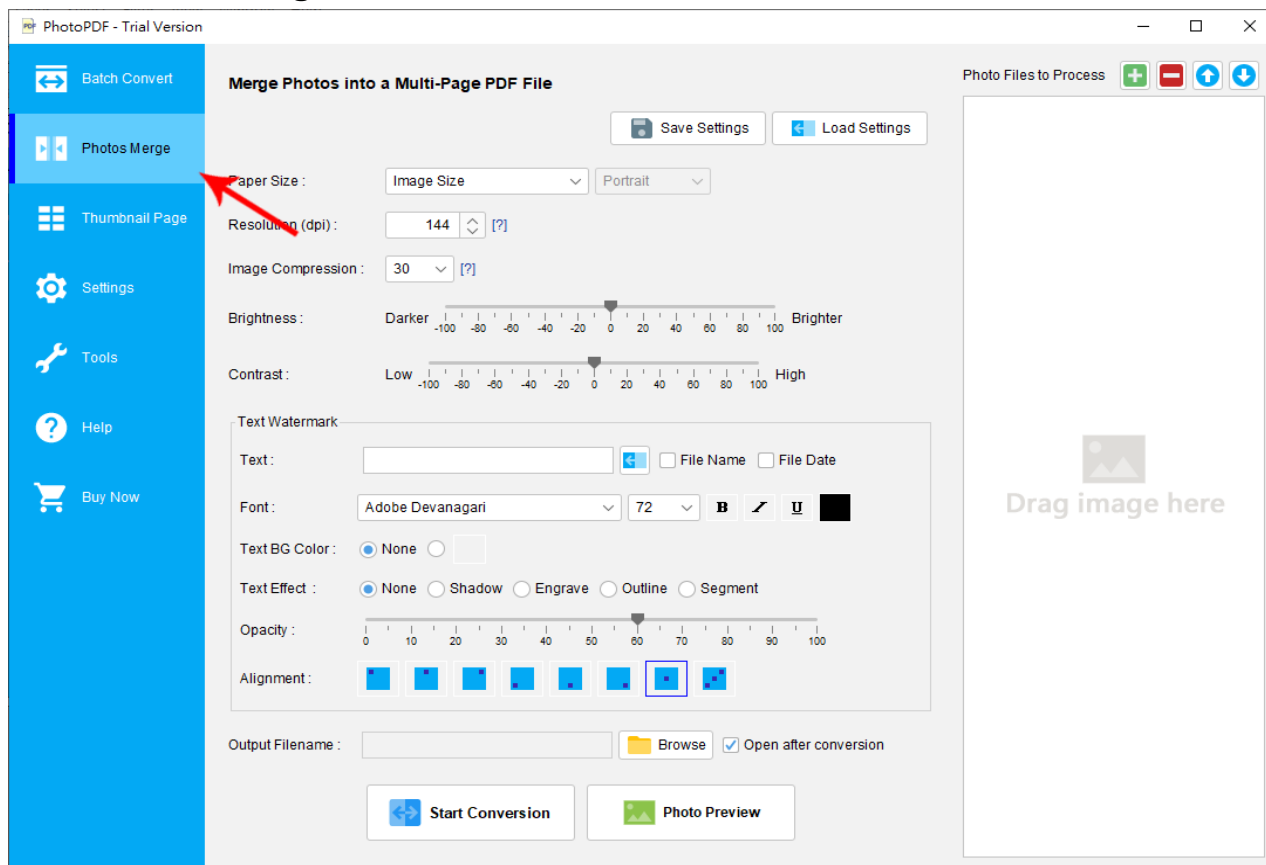 PDF PhotoPDF - Trial Version
Batch Convert
Photos Merge
Thumbnail Page
Settings
Tools
Help
Buy Now
Merge Photos into a Multi-Page PDF File
Save Settings Load Settings
Paper Size : Image Size Portrait
Resolution (dpi) : 144 [?]
Image Compression : 30 [?]
Brightness : Darker Brighter
-100 -80 -60 -40 -20 0 20 40 60 80 100
Contrast : Low High
-100 -80 -60 -40 -20 0 20 40 60 80 100
Text Watermark
Text : File Name File Date
Font : Adobe Devanagari 72 B I U
Text BG Color : None
Text Effect : None Shadow Engrave Outline Segment
Opacity :
0 10 20 30 40 50 60 70 80 90 100
Alignment :
Output Filename : Browse Open after conversion
Start Conversion Photo Preview
Photo Files to Process
Drag image here